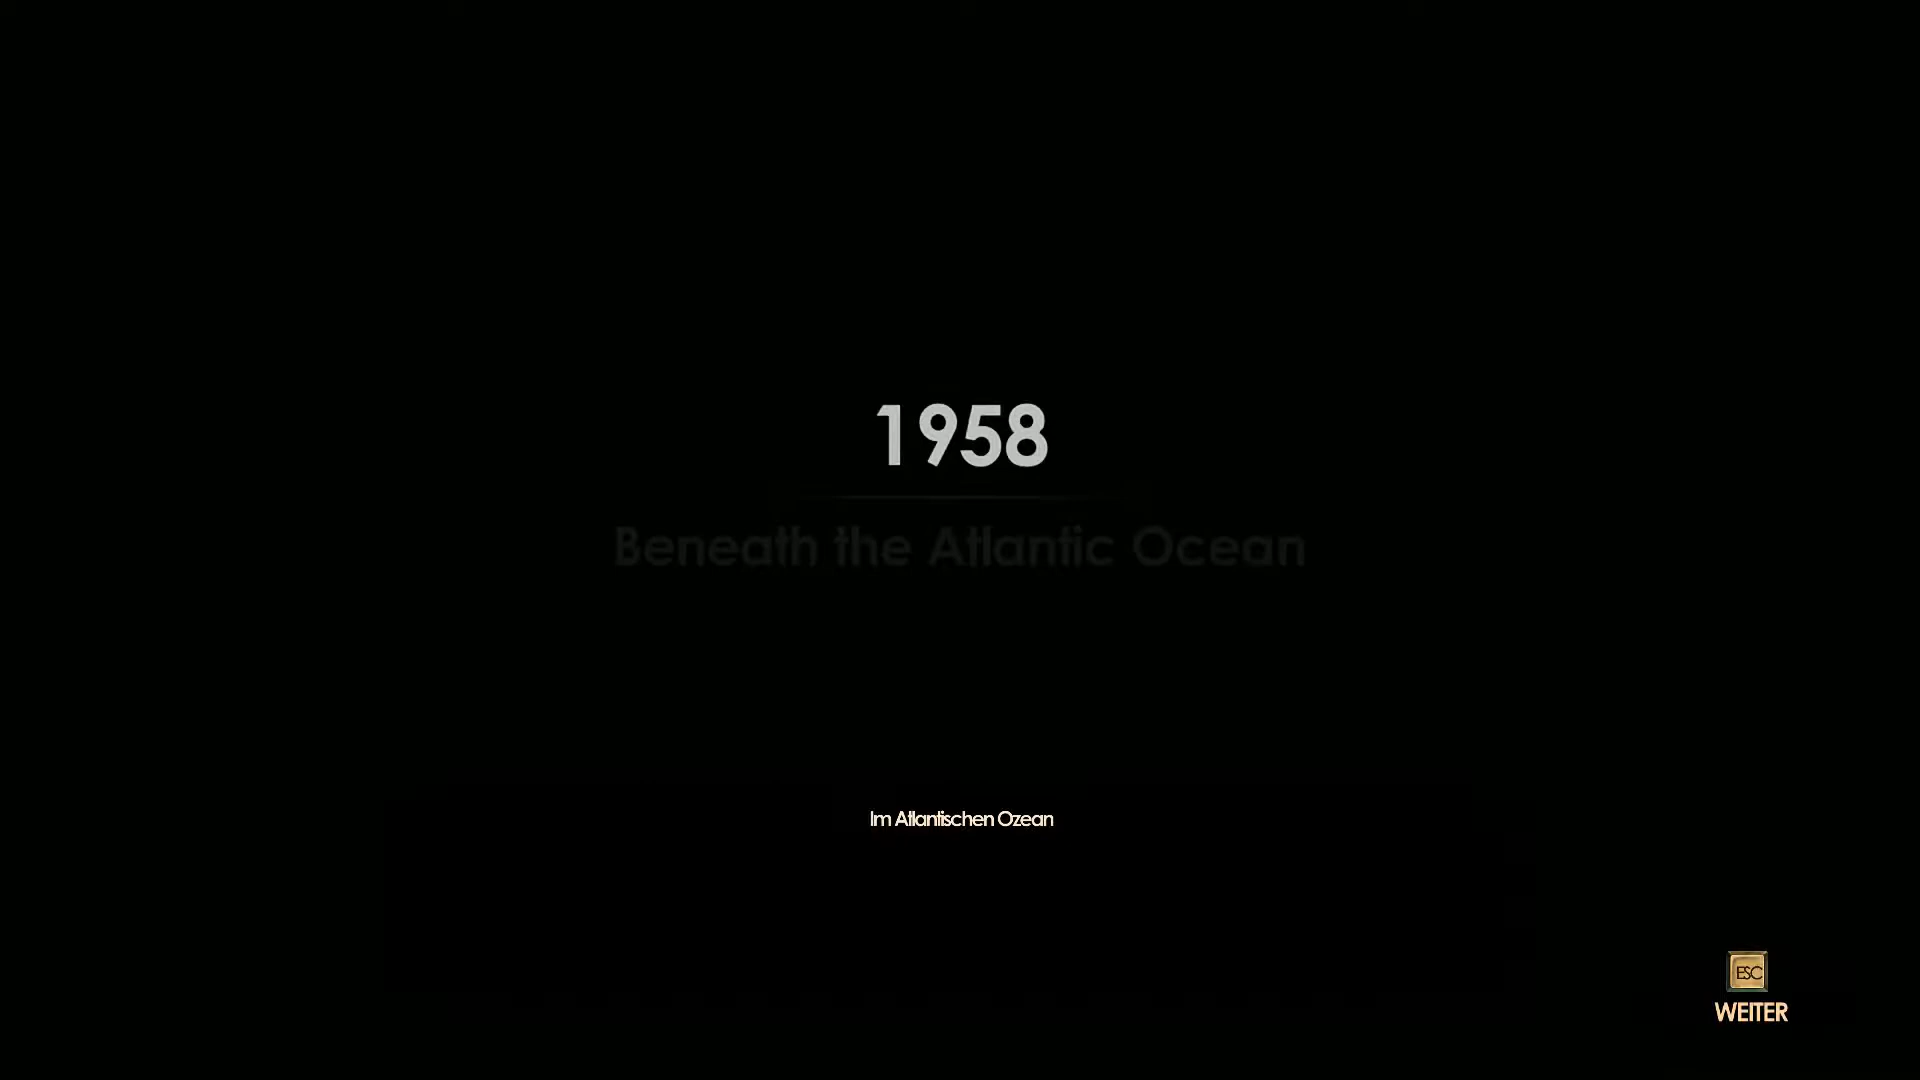 1958
Beneath the Atlantic Ocean
Im Atlantischen Ozean
ESC
WEITER